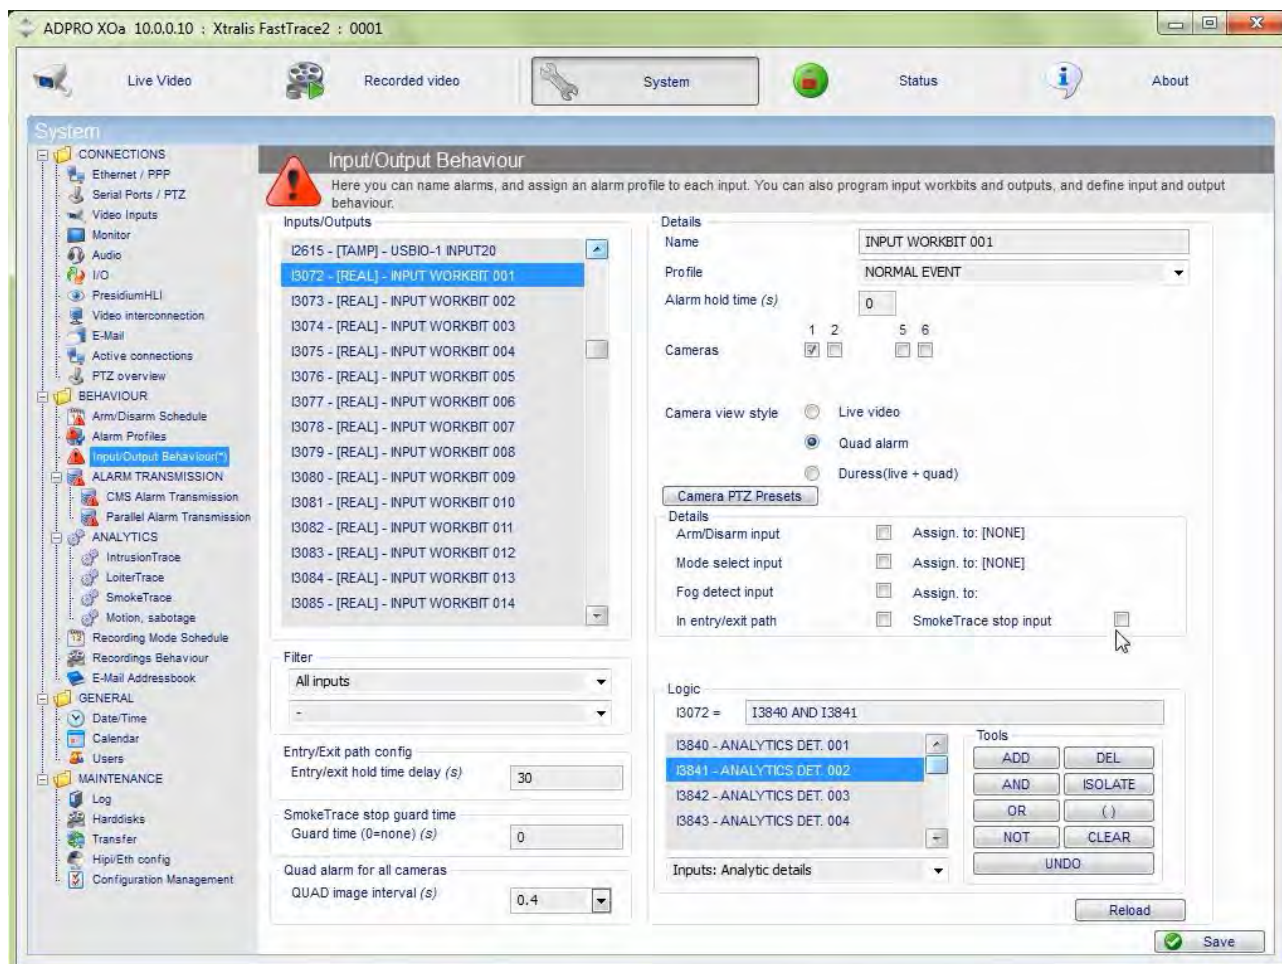 ADPRO XOa 10.0.0.10 : Xtralis FastTrace2 : 0001
Live Video
Recorded video
System
Status
About
System
CONNECTIONS
Ethernet / PPP
Serial Ports / PTZ
Video Inputs
Monitor
Audio
I/O
PresidiumHLI
Video interconnection
E-Mail
Active connections
PTZ overview
BEHAVIOUR
Arm/Disarm Schedule
Alarm Profiles
Input/Output Behaviour(*)
ALARM TRANSMISSION
CMS Alarm Transmission
Parallel Alarm Transmission
ANALYTICS
IntrusionTrace
LoiterTrace
SmokeTrace
Motion, sabotage
Recording Mode Schedule
Recordings Behaviour
E-Mail Addressbook
GENERAL
Date/Time
Calendar
Users
MAINTENANCE
Log
Harddisks
Transfer
Hipi/Eth config
Configuration Management
Input/Output Behaviour
Here you can name alarms, and assign an alarm profile to each input. You can also program input workbits and outputs, and define input and output
behaviour.
Inputs/Outputs
I2615 - [TAMP] - USBIO-1 INPUT20
I3072 - [REAL] - INPUT WORKBIT 001
I3073 - [REAL] - INPUT WORKBIT 002
I3074 - [REAL] - INPUT WORKBIT 003
I3075 - [REAL] - INPUT WORKBIT 004
I3076 - [REAL] - INPUT WORKBIT 005
I3077 - [REAL] - INPUT WORKBIT 006
I3078 - [REAL] - INPUT WORKBIT 007
I3079 - [REAL] - INPUT WORKBIT 008
I3080 - [REAL] - INPUT WORKBIT 009
I3081 - [REAL] - INPUT WORKBIT 010
I3082 - [REAL] - INPUT WORKBIT 011
I3083 - [REAL] - INPUT WORKBIT 012
I3084 - [REAL] - INPUT WORKBIT 013
I3085 - [REAL] - INPUT WORKBIT 014
Filter
All inputs
-
Entry/Exit path config
Entry/exit hold time delay (s) 30
SmokeTrace stop guard time
Guard time (0=none) (s) 0
Quad alarm for all cameras
QUAD image interval (s) 0.4
Details
Name INPUT WORKBIT 001
Profile NORMAL EVENT
Alarm hold time (s) 0
1 2 5 6
Cameras
Camera view style Live video
Quad alarm
Duress(live + quad)
Camera PTZ Presets
Details
Arm/Disarm input Assign. to: [NONE]
Mode select input Assign. to: [NONE]
Fog detect input Assign. to:
In entry/exit path SmokeTrace stop input
Logic
I3072 = I3840 AND I3841
I3840 - ANALYTICS DET. 001
I3841 - ANALYTICS DET. 002
I3842 - ANALYTICS DET. 003
I3843 - ANALYTICS DET. 004
Inputs: Analytic details
Tools
ADD DEL
AND ISOLATE
OR ( )
NOT CLEAR
UNDO
Reload
Save